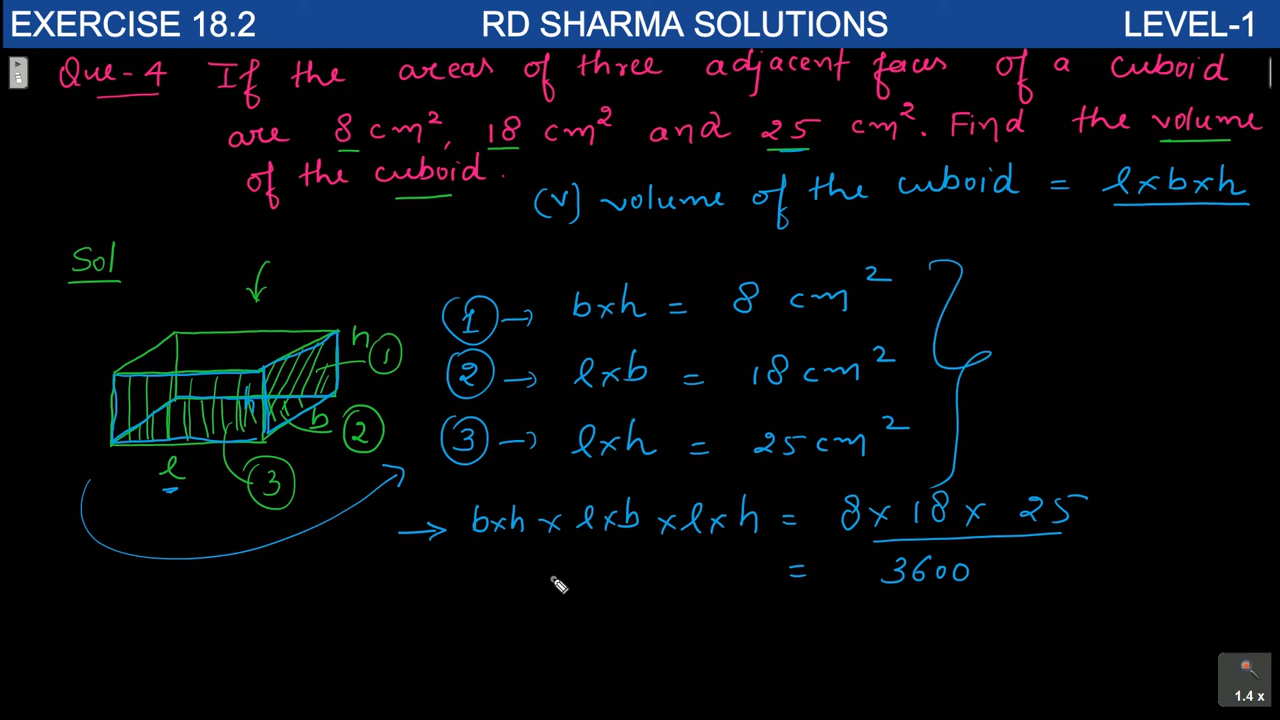 EXERCISE 18.2 RD SHARMA SOLUTIONS LEVEL-1
Que-4 If the areas of three adjacent faces of a cuboid
are 8 cm², 18 cm² and 25 cm². Find the volume
of the cuboid.
(v) volume of the cuboid = l×b×h
Sol
① → b×h = 8 cm²
② → l×b = 18 cm²
③ → l×h = 25 cm²
h ①
b ②
l ③
→ b×h × l×b × l×h = 8 × 18 × 25
= 3600
1.4 x